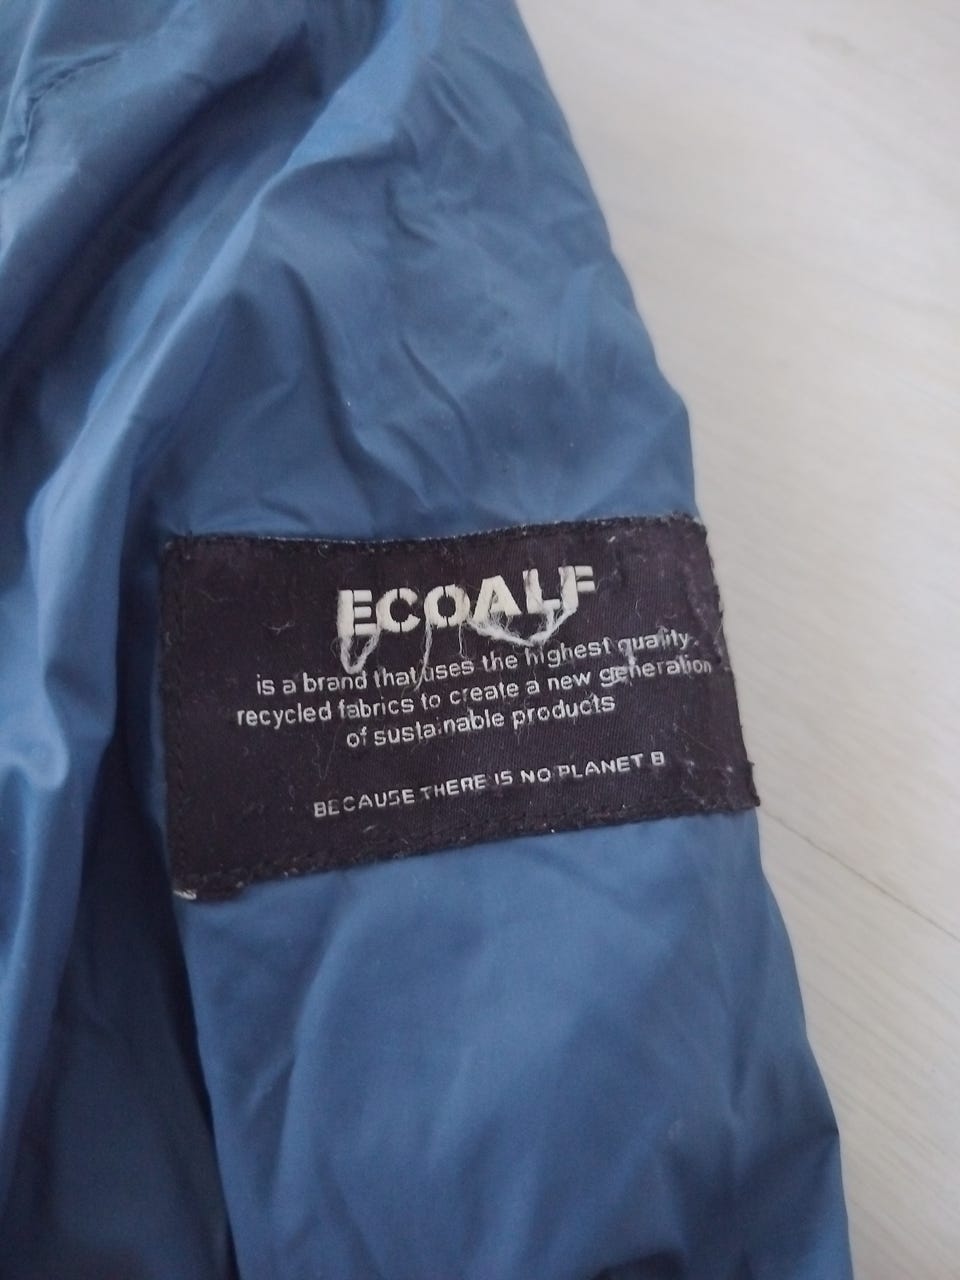 ECOALF
is a brand that uses the highest quality
recycled fabrics to create a new generation
of sustainable products
BECAUSE THERE IS NO PLANET B